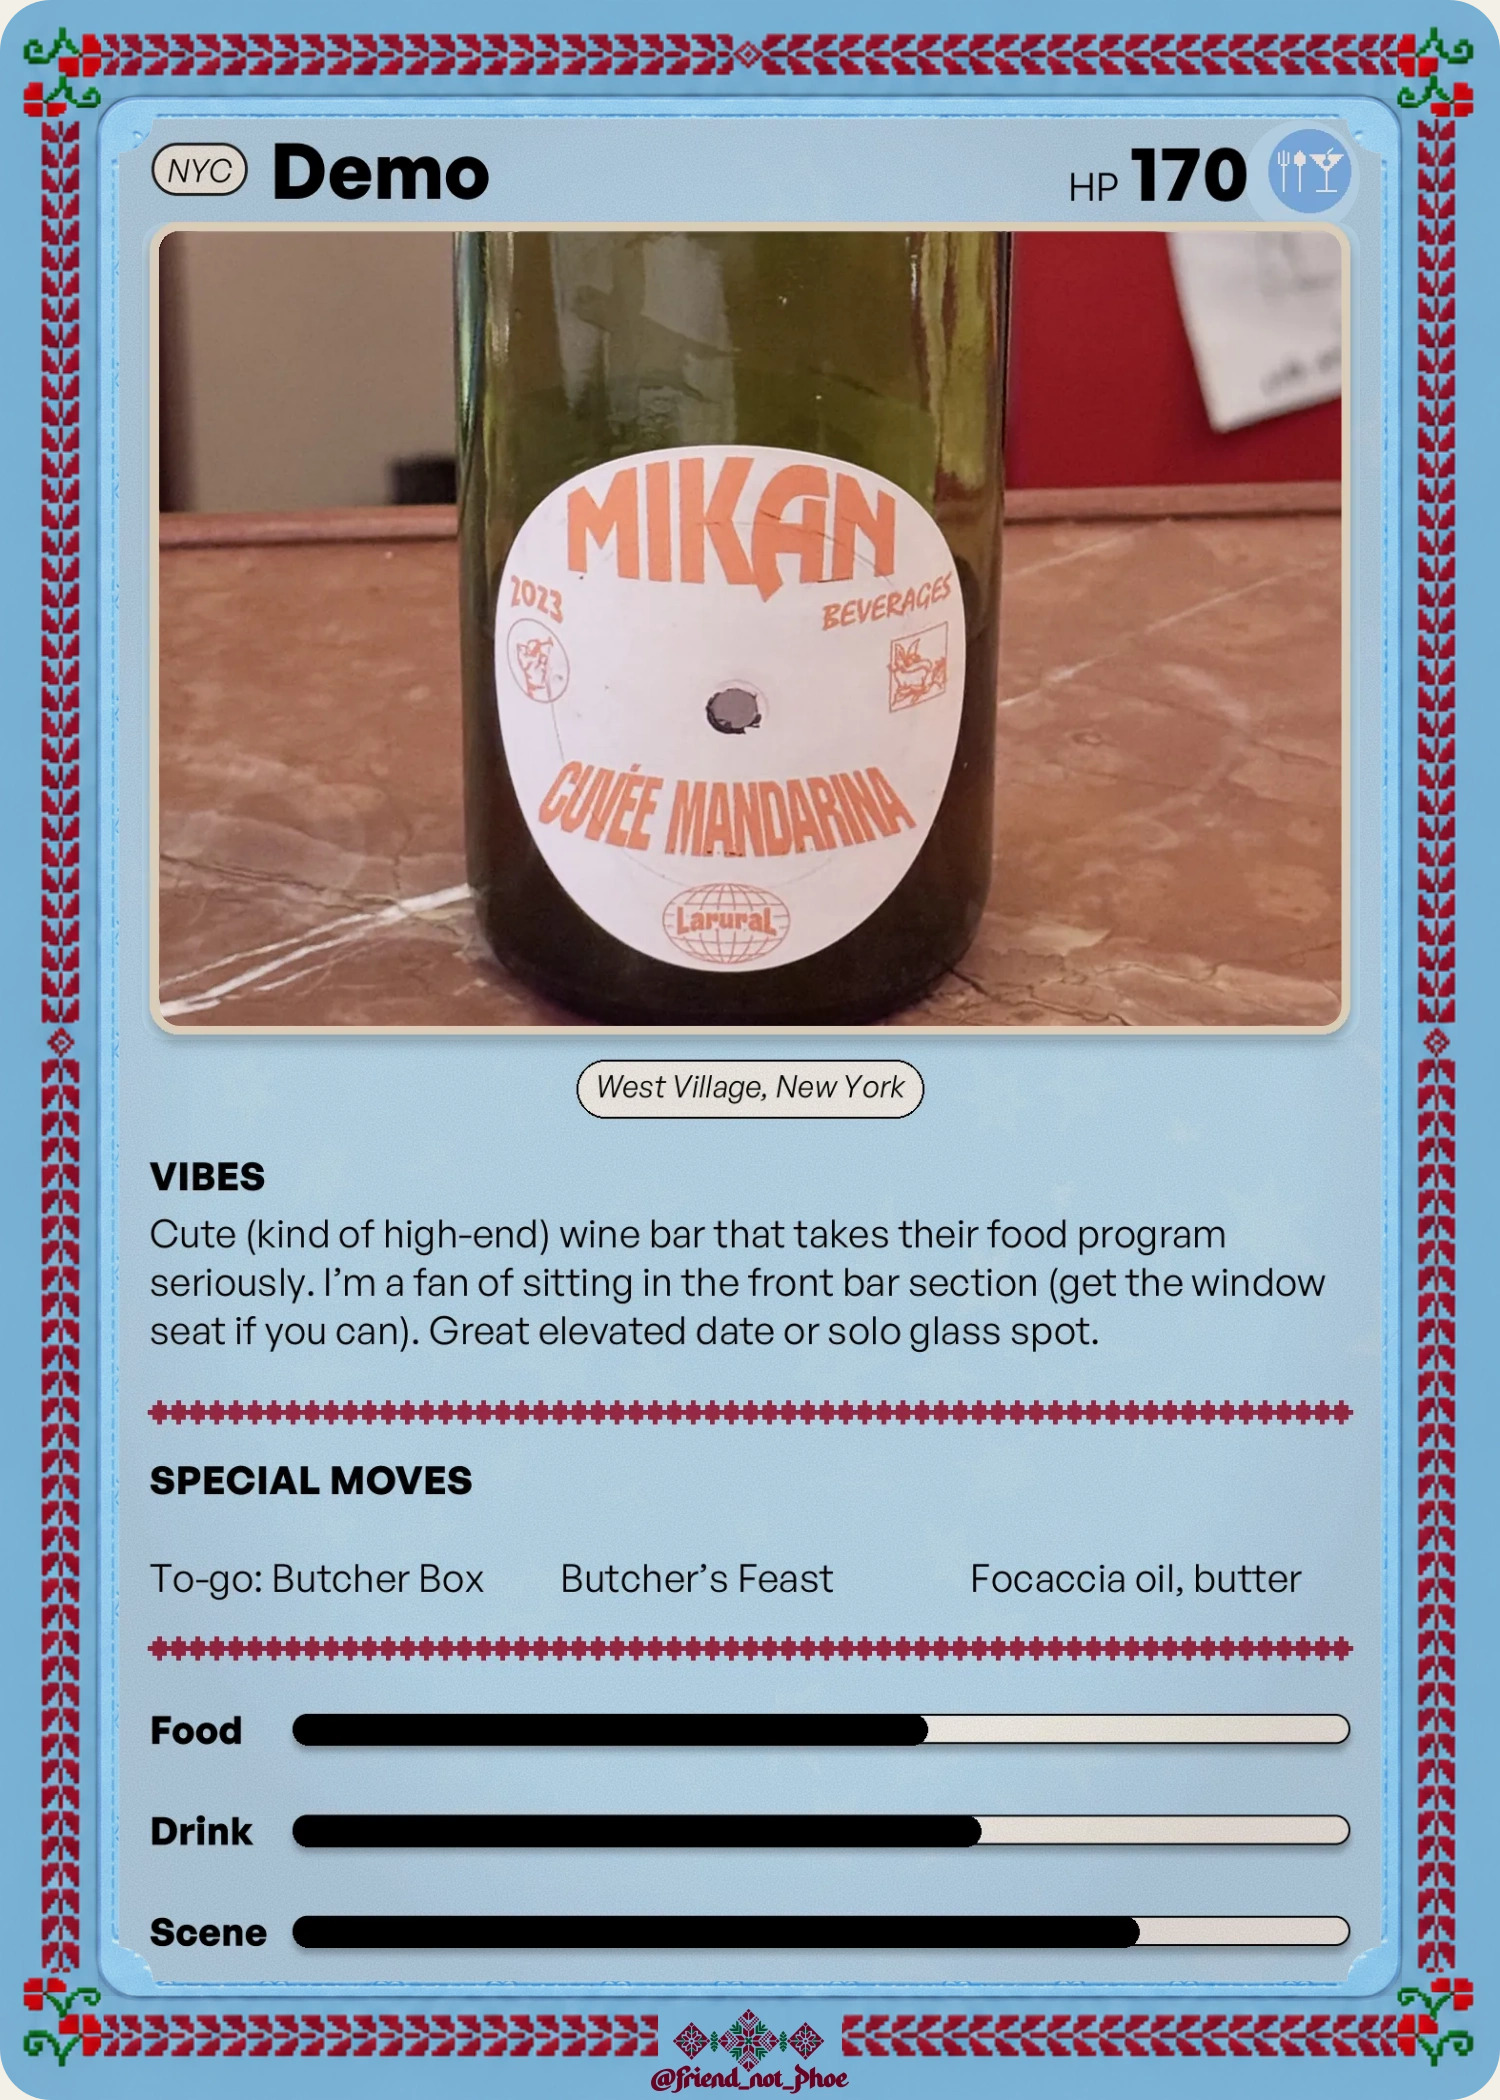 NYC Demo HP 170
MIKAN
2023
BEVERAGES
CUVÉE MANDARINA
Larural
West Village, New York
VIBES
Cute (kind of high-end) wine bar that takes their food program
seriously. I’m a fan of sitting in the front bar section (get the window
seat if you can). Great elevated date or solo glass spot.
SPECIAL MOVES
To-go: Butcher Box Butcher’s Feast Focaccia oil, butter
Food
Drink
Scene
@friend_not_phoe